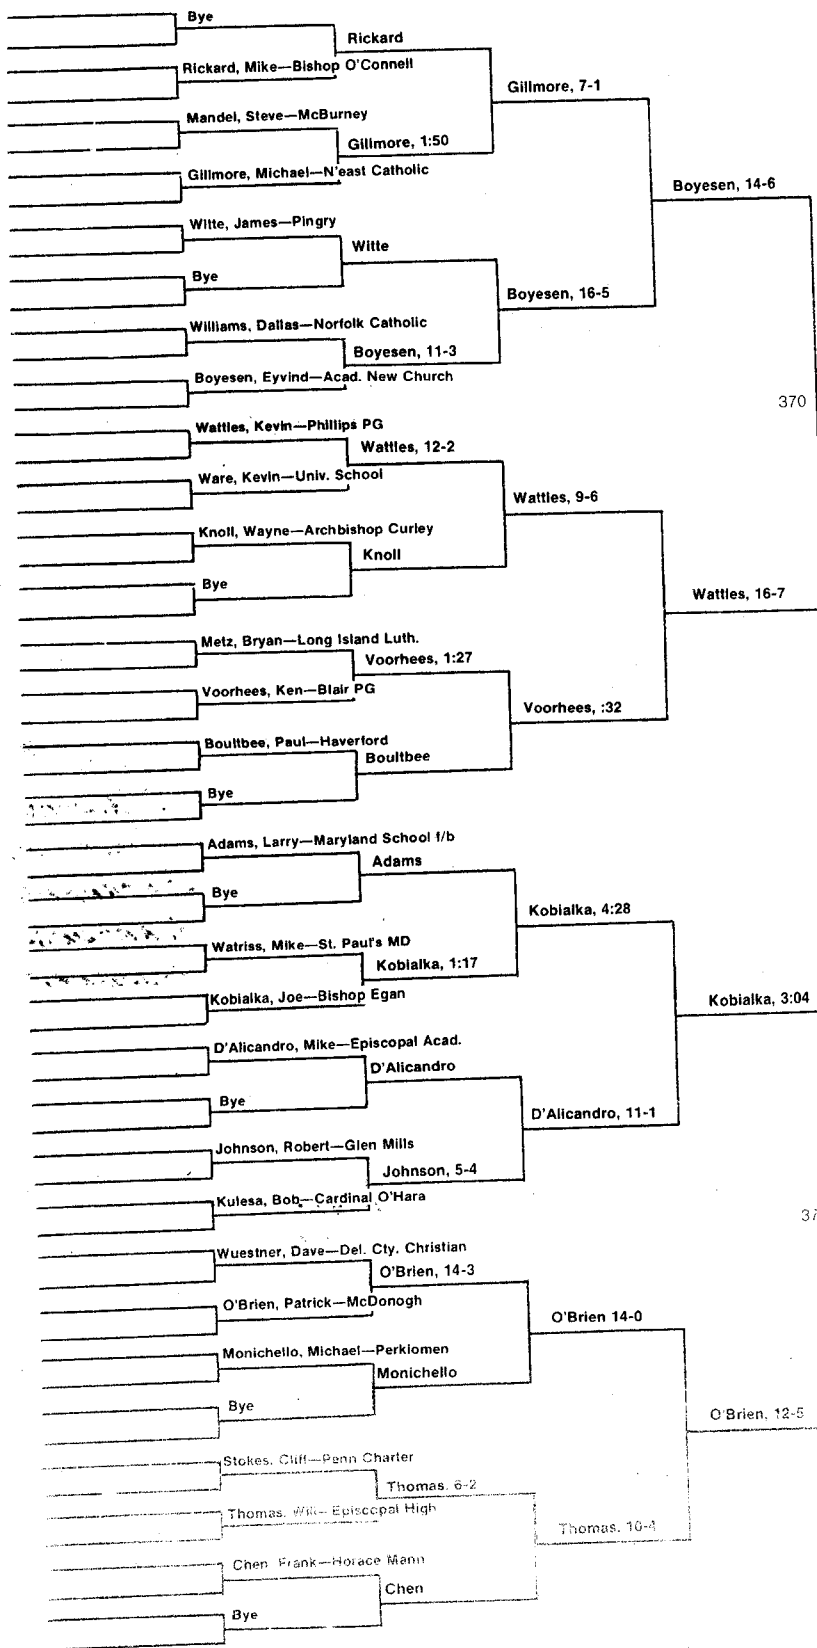 Bye
Rickard
Rickard, Mike—Bishop O'Connell
Gillmore, 7-1
Mandel, Steve—McBurney
Gillmore, 1:50
Gillmore, Michael—N'east Catholic
Boyesen, 14-6
Witte, James—Pingry
Witte
Bye
Boyesen, 16-5
Williams, Dallas—Norfolk Catholic
Boyesen, 11-3
Boyesen, Eyvind—Acad. New Church
370
Wattles, Kevin—Phillips PG
Wattles, 12-2
Ware, Kevin—Univ. School
Wattles, 9-6
Knoll, Wayne—Archbishop Curley
Knoll
Bye
Wattles, 16-7
Metz, Bryan—Long Island Luth.
Voorhees, 1:27
Voorhees, Ken—Blair PG
Voorhees, :32
Boultbee, Paul—Haverford
Boultbee
Bye
Adams, Larry—Maryland School f/b
Adams
Bye
Kobialka, 4:28
Watriss, Mike—St. Paul's MD
Kobialka, 1:17
Kobialka, Joe—Bishop Egan
Kobialka, 3:04
D'Alicandro, Mike—Episcopal Acad.
D'Alicandro
Bye
D'Alicandro, 11-1
Johnson, Robert—Glen Mills
Johnson, 5-4
Kulesa, Bob—Cardinal O'Hara
37
Wuestner, Dave—Del. Cty. Christian
O'Brien, 14-3
O'Brien, Patrick—McDonogh
O'Brien 14-0
Monichello, Michael—Perkiomen
Monichello
Bye
O'Brien, 12-5
Stokes, Cliff—Penn Charter
Thomas, 6-2
Thomas, Will—Episcopal High
Thomas, 10-4
Chen, Frank—Horace Mann
Chen
Bye